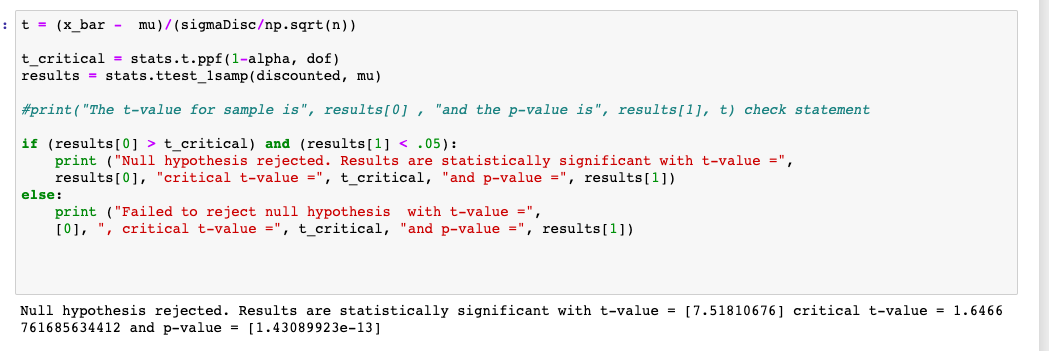 : t = (x_bar -  mu)/(sigmaDisc/np.sqrt(n))
t_critical = stats.t.ppf(1-alpha, dof)
results = stats.ttest_1samp(discounted, mu)
#print("The t-value for sample is", results[0] , "and the p-value is", results[1], t) check statement
if (results[0] > t_critical) and (results[1] < .05):
    print ("Null hypothesis rejected. Results are statistically significant with t-value =",
    results[0], "critical t-value =", t_critical, "and p-value =", results[1])
else:
    print ("Failed to reject null hypothesis  with t-value =",
    [0], ", critical t-value =", t_critical, "and p-value =", results[1])
Null hypothesis rejected. Results are statistically significant with t-value = [7.51810676] critical t-value = 1.6466
761685634412 and p-value = [1.43089923e-13]